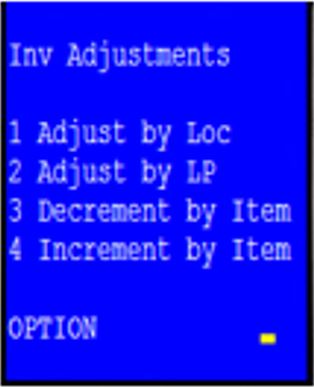 Inv Adjustments
1 Adjust by Loc
2 Adjust by LP
3 Decrement by Item
4 Increment by Item
OPTION